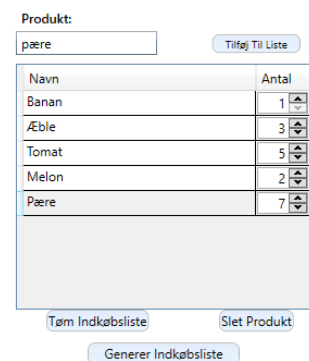 Produkt:
pære Tilføj Til Liste
Navn Antal
Banan 1
Æble 3
Tomat 5
Melon 2
Pære 7
Tøm Indkøbsliste Slet Produkt
Generer Indkøbsliste